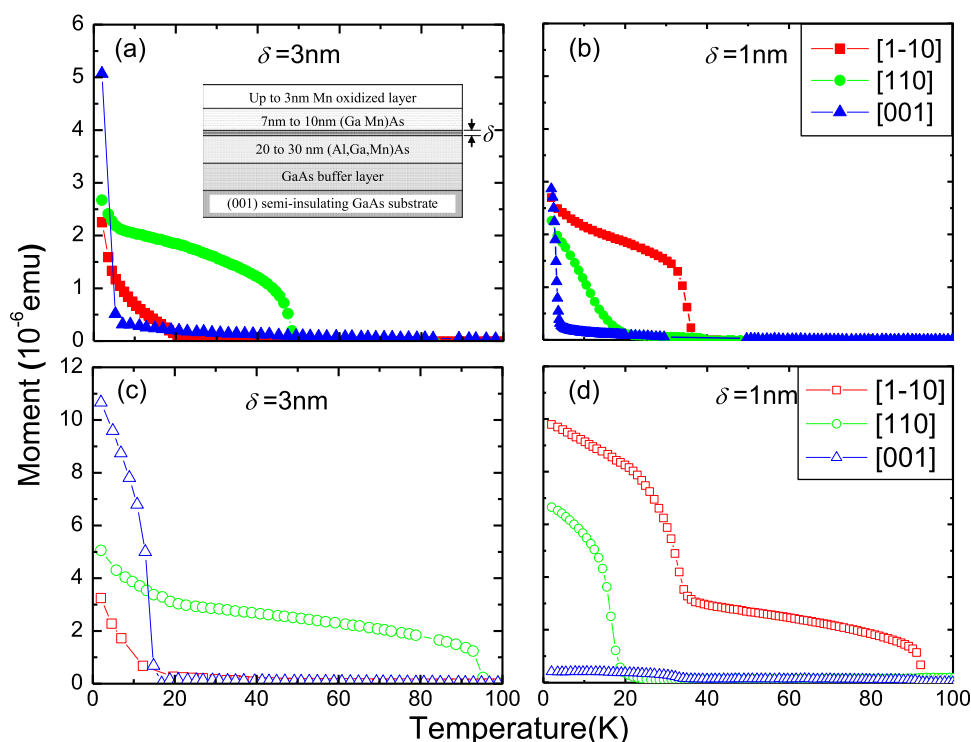 (a)
δ=3nm
Up to 3nm Mn oxidized layer
7nm to 10nm (Ga Mn)As
δ
20 to 30 nm (Al,Ga,Mn)As
GaAs buffer layer
(001) semi-insulating GaAs substrate
6
5
4
3
2
1
0
(b)
δ=1nm
[1-10]
[110]
[001]
(c)
δ=3nm
12
10
8
6
4
2
0
0 20 40 60 80 100
(d)
δ=1nm
[1-10]
[110]
[001]
0 20 40 60 80 100
Moment (10⁻⁶emu)
Temperature(K)